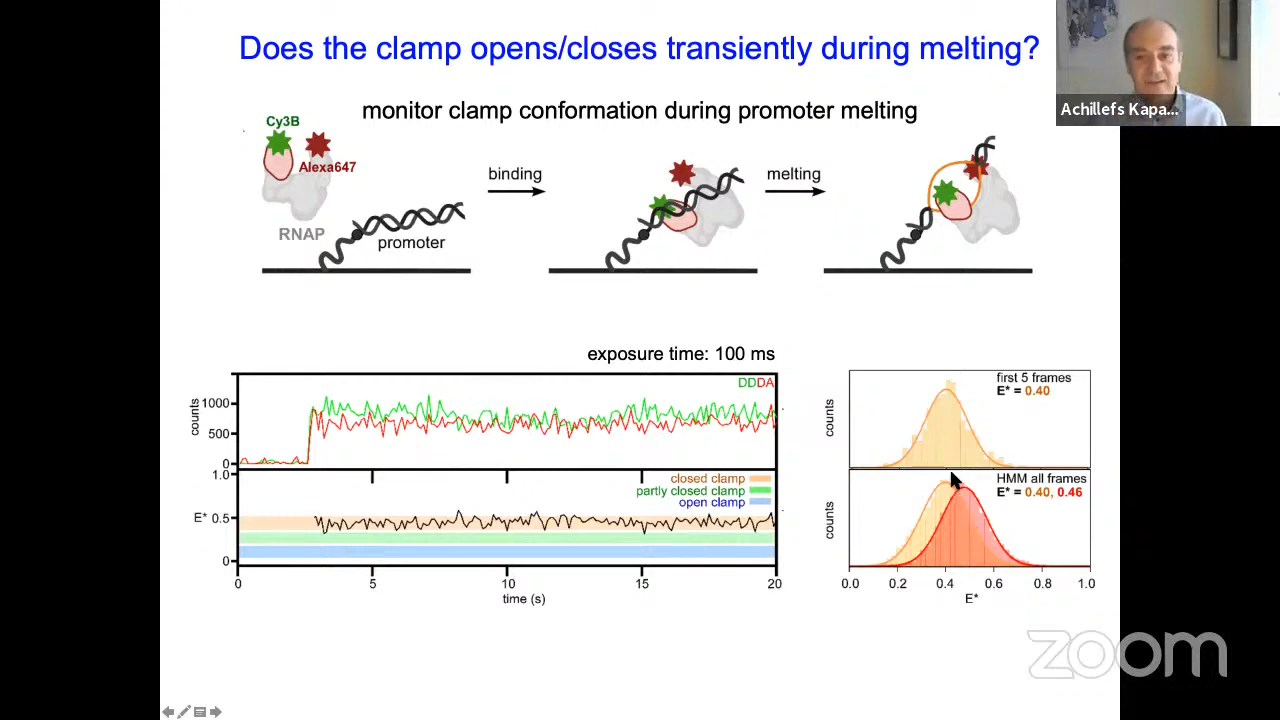 Does the clamp opens/closes transiently during melting?
Achillefs Kapa...
monitor clamp conformation during promoter melting
Cy3B
Alexa647
RNAP
promoter
binding
melting
exposure time: 100 ms
DDDA
counts
1000
500
0
1.0
closed clamp
partly closed clamp
open clamp
E* 0.5
0
0 5 10 15 20
time (s)
first 5 frames
E* = 0.40
counts
HMM all frames
E* = 0.40, 0.46
counts
0.0 0.2 0.4 0.6 0.8 1.0
E*
zoom